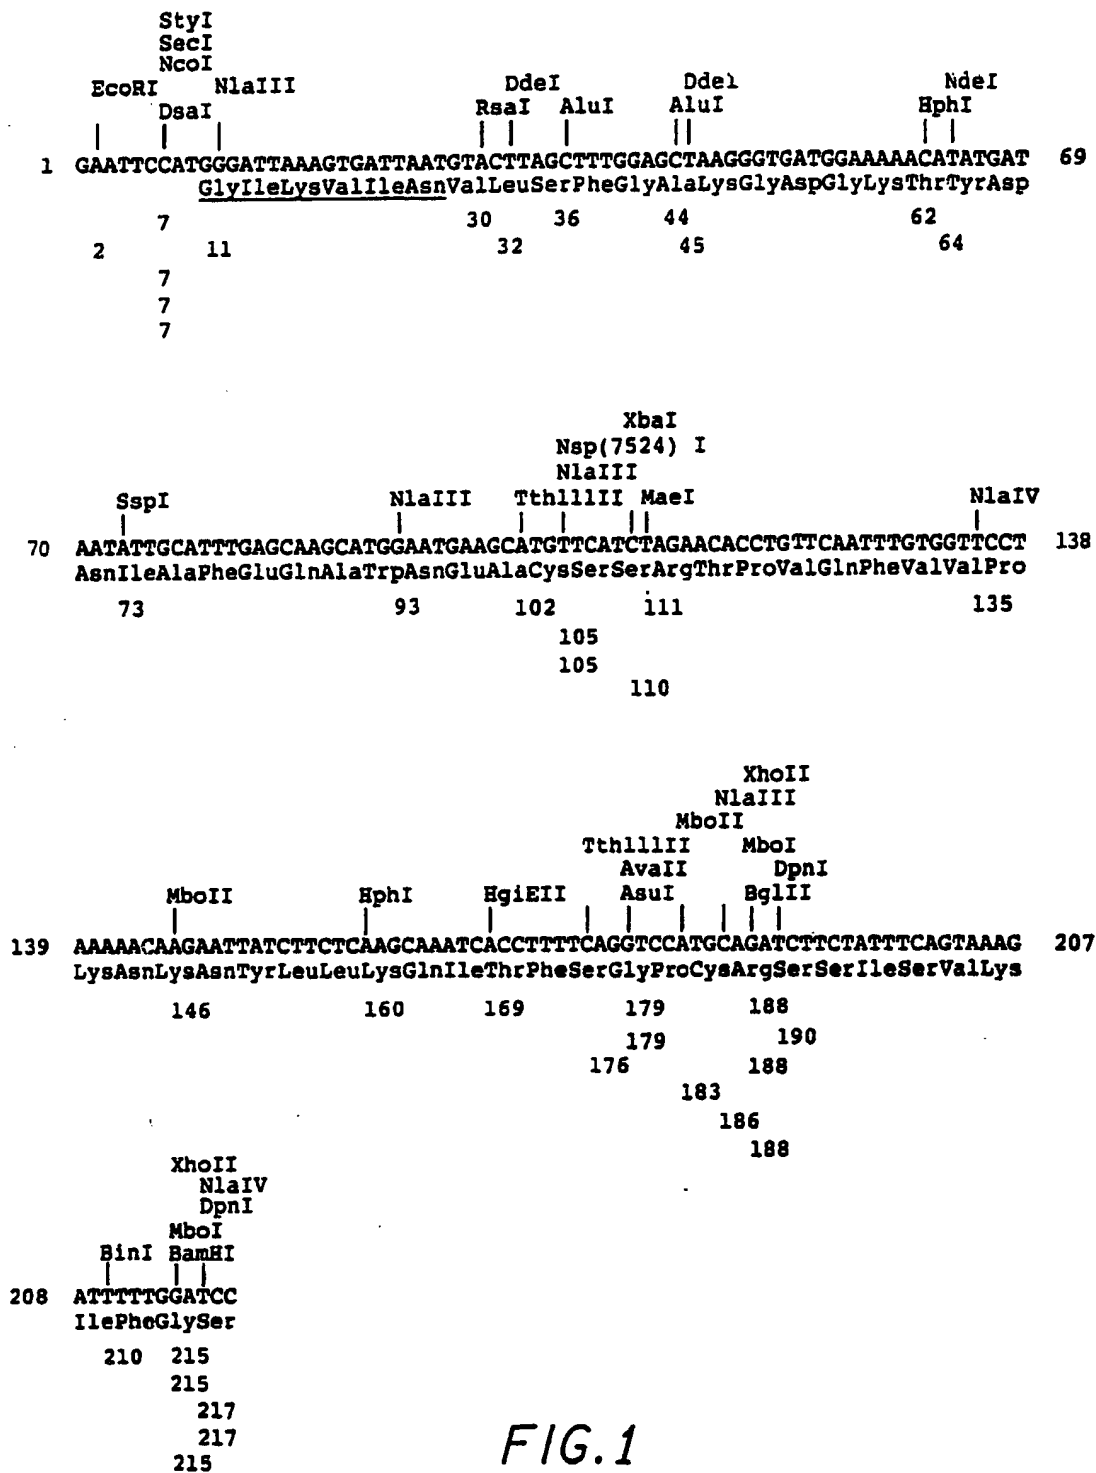 StyI
SecI
NcoI
EcoRI NlaIII DdeI DdeI NdeI
DsaI RsaI AluI AluI HphI
1 GAATTCCATGGGATTAAAGTGATTAATGTACTTAGCTTTGGAGCTAAGGGTGATGGAAAAACATATGAT 69
GlyIleLysValIleAsnValLeuSerPheGlyAlaLysGlyAspGlyLysThrTyrAsp
7 30 36 44 62
2 11 32 45 64
7
7
7
XbaI
Nsp(7524) I
NlaIII
SspI NlaIII Tth111II MaeI NlaIV
70 AATATTGCATTTGAGCAAGCATGGAATGAAGCATGTTCATCTAGAACACCTGTTCAATTTGTGGTTCCT 138
AsnIleAlaPheGluGlnAlaTrpAsnGluAlaCysSerSerArgThrProValGlnPheValValPro
73 93 102 111 135
105
105
110
XhoII
NlaIII
MboII
Tth111II MboI
AvaII DpnI
MboII HphI HgiEII AsuI BglII
139 AAAAACAAGAATTATCTTCTCAAGCAAATCACCTTTTCAGGTCCATGCAGATCTTCTATTTCAGTAAAG 207
LysAsnLysAsnTyrLeuLeuLysGlnIleThrPheSerGlyProCysArgSerSerIleSerValLys
146 160 169 179 188
179 190
176 188
183
186
188
XhoII
NlaIV
DpnI
MboI
BinI BamHI
208 ATTTTTGGATCC
IlePheGlySer
210 215
215
217
217
215
FIG.1